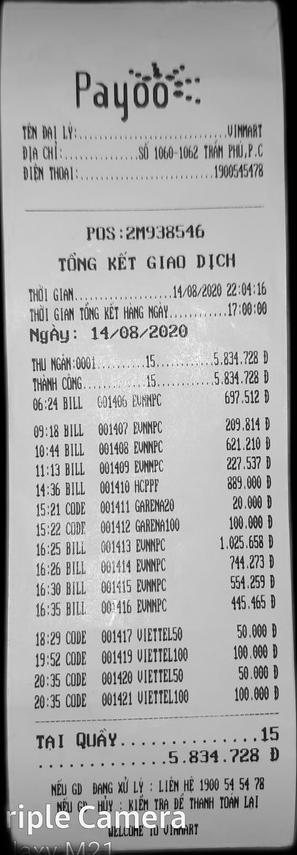 Payoo
TÊN ĐẠI LÝ:.............................VINMART
ĐỊA CHỈ:..............SỐ 1060-1062 TRẦN PHÚ,P.C
ĐIỆN THOẠI:..........................1900545478
POS:2M938546
TỔNG KẾT GIAO DỊCH
THỜI GIAN...................14/08/2020 22:04:16
THỜI GIAN TỔNG KẾT HÀNG NGÀY...........17:00:00
Ngày: 14/08/2020
THU NGÂN:0001..........15...........5.834.728 Đ
THÀNH CÔNG.............15...........5.834.728 Đ
06:24 BILL 001406 EVNNPC 697.512 Đ
09:18 BILL 001407 EVNNPC 209.814 Đ
10:44 BILL 001408 EVNNPC 621.210 Đ
11:13 BILL 001409 EVNNPC 227.537 Đ
14:36 BILL 001410 HCPPF 889.000 Đ
15:21 CODE 001411 GARENA20 20.000 Đ
15:22 CODE 001412 GARENA100 100.000 Đ
16:25 BILL 001413 EVNNPC 1.025.658 Đ
16:26 BILL 001414 EVNNPC 744.273 Đ
16:30 BILL 001415 EVNNPC 554.259 Đ
16:35 BILL 001416 EVNNPC 445.465 Đ
18:29 CODE 001417 VIETTEL50 50.000 Đ
19:52 CODE 001419 VIETTEL100 100.000 Đ
20:35 CODE 001420 VIETTEL50 50.000 Đ
20:35 CODE 001421 VIETTEL100 100.000 Đ
TẠI QUẦY..............15
.............5.834.728 Đ
NẾU GD ĐANG XỬ LÝ : LIÊN HỆ 1900 54 54 78
NẾU GD HỦY : KIỂM TRA ĐỂ THANH TOÁN LẠI
WELCOME TO VINMART
riple Camera
laxy M21